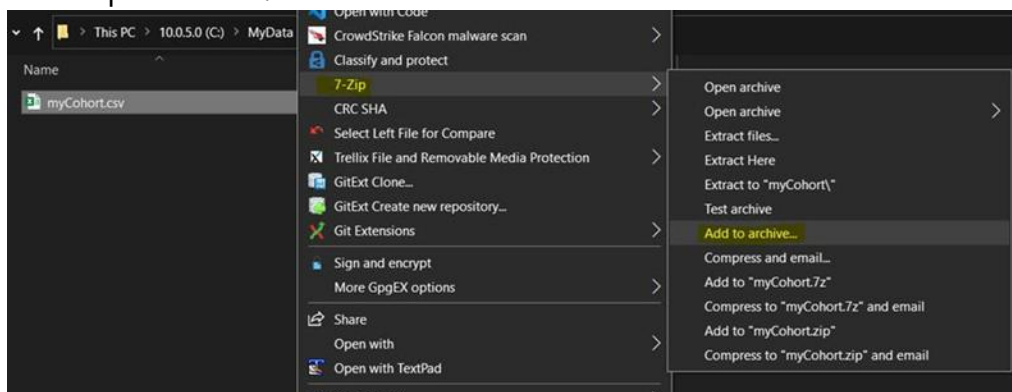 Open with Code
This PC > 10.0.5.0 (C:) > MyData
CrowdStrike Falcon malware scan
Name
Classify and protect
7-Zip
Open archive
myCohort.csv
CRC SHA
Open archive
Select Left File for Compare
Extract files...
Trellix File and Removable Media Protection
Extract Here
GitExt Clone...
Extract to "myCohort\"
GitExt Create new repository...
Test archive
Git Extensions
Add to archive...
Compress and email...
Sign and encrypt
Add to "myCohort.7z"
More GpgEX options
Compress to "myCohort.7z" and email
Share
Add to "myCohort.zip"
Open with
Compress to "myCohort.zip" and email
Open with TextPad